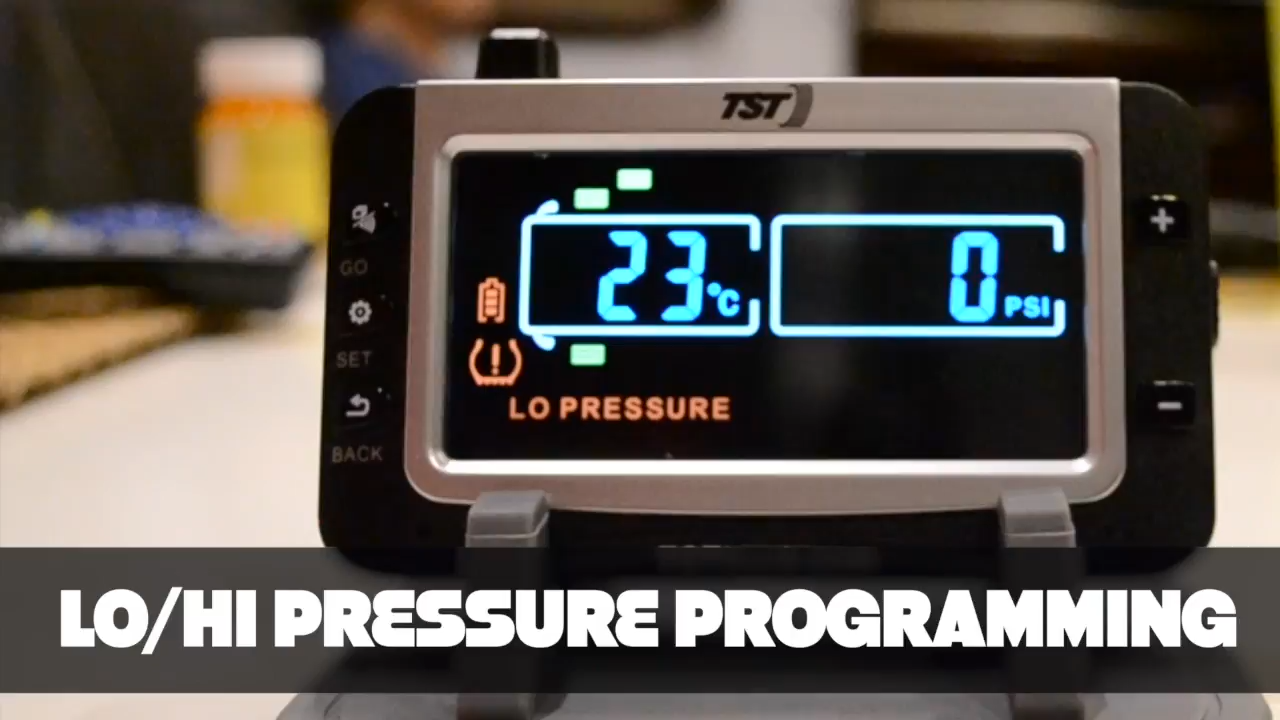 TST
GO
SET
BACK
23 °C
0 PSI
LO PRESSURE
+
-
LO/HI PRESSURE PROGRAMMING